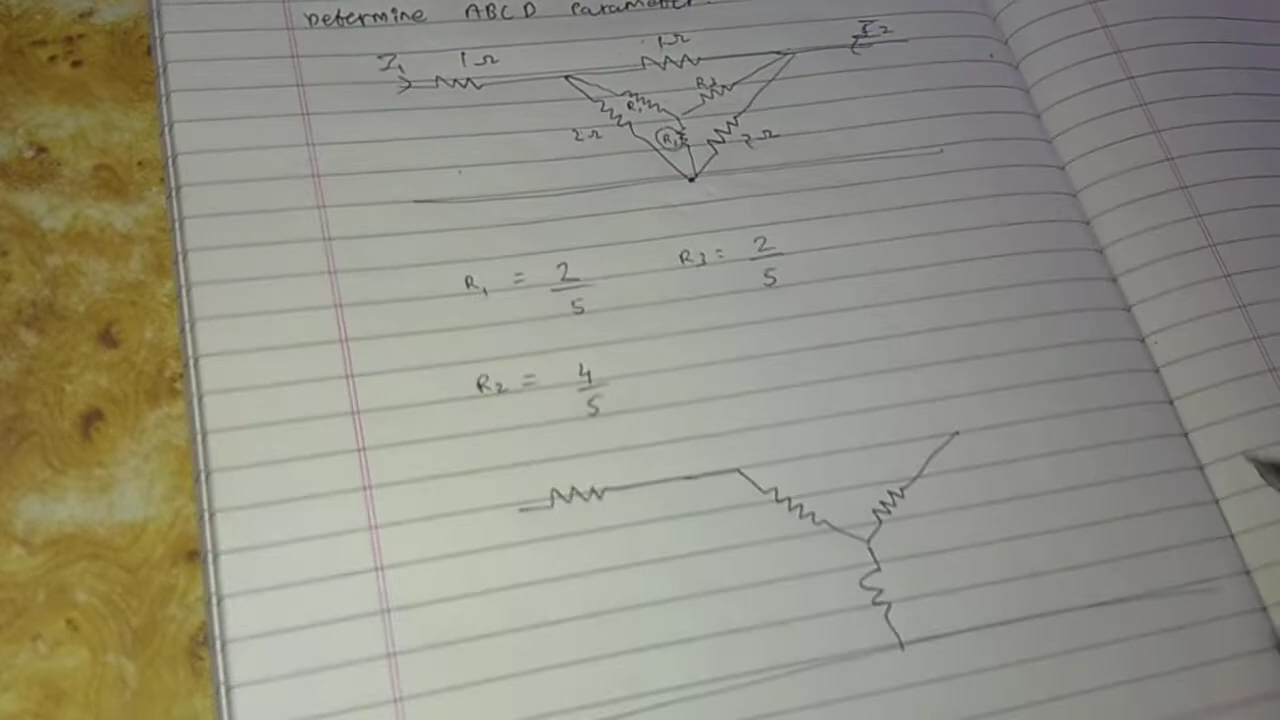 Determine ABCD Parameter.
I₁ 1Ω 1Ω I₂
R₁ R₃
2Ω R₂ 2Ω
R₁ = 2/5 R₃ = 2/5
R₂ = 4/5